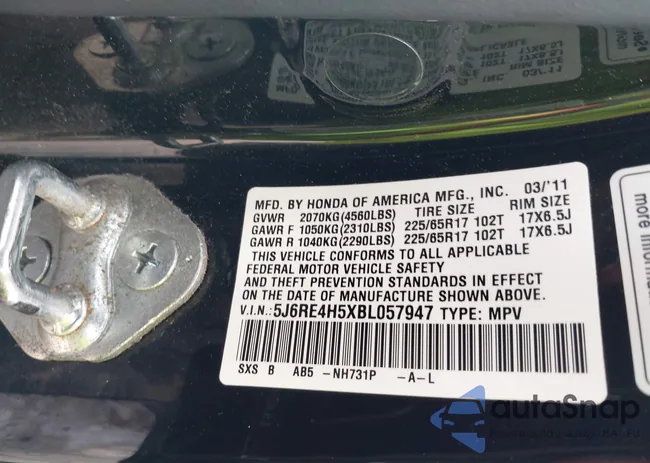 MFD. BY HONDA OF AMERICA MFG., INC. 03/'11
GVWR 2070KG(4560LBS) TIRE SIZE RIM SIZE
GAWR F 1050KG(2310LBS) 225/65R17 102T 17X6.5J
GAWR R 1040KG(2290LBS) 225/65R17 102T 17X6.5J
THIS VEHICLE CONFORMS TO ALL APPLICABLE
FEDERAL MOTOR VEHICLE SAFETY
AND THEFT PREVENTION STANDARDS IN EFFECT
ON THE DATE OF MANUFACTURE SHOWN ABOVE.
V.I.N.:5J6RE4H5XBL057947 TYPE: MPV
SXS B AB5 -NH731P -A-L
autoSnap